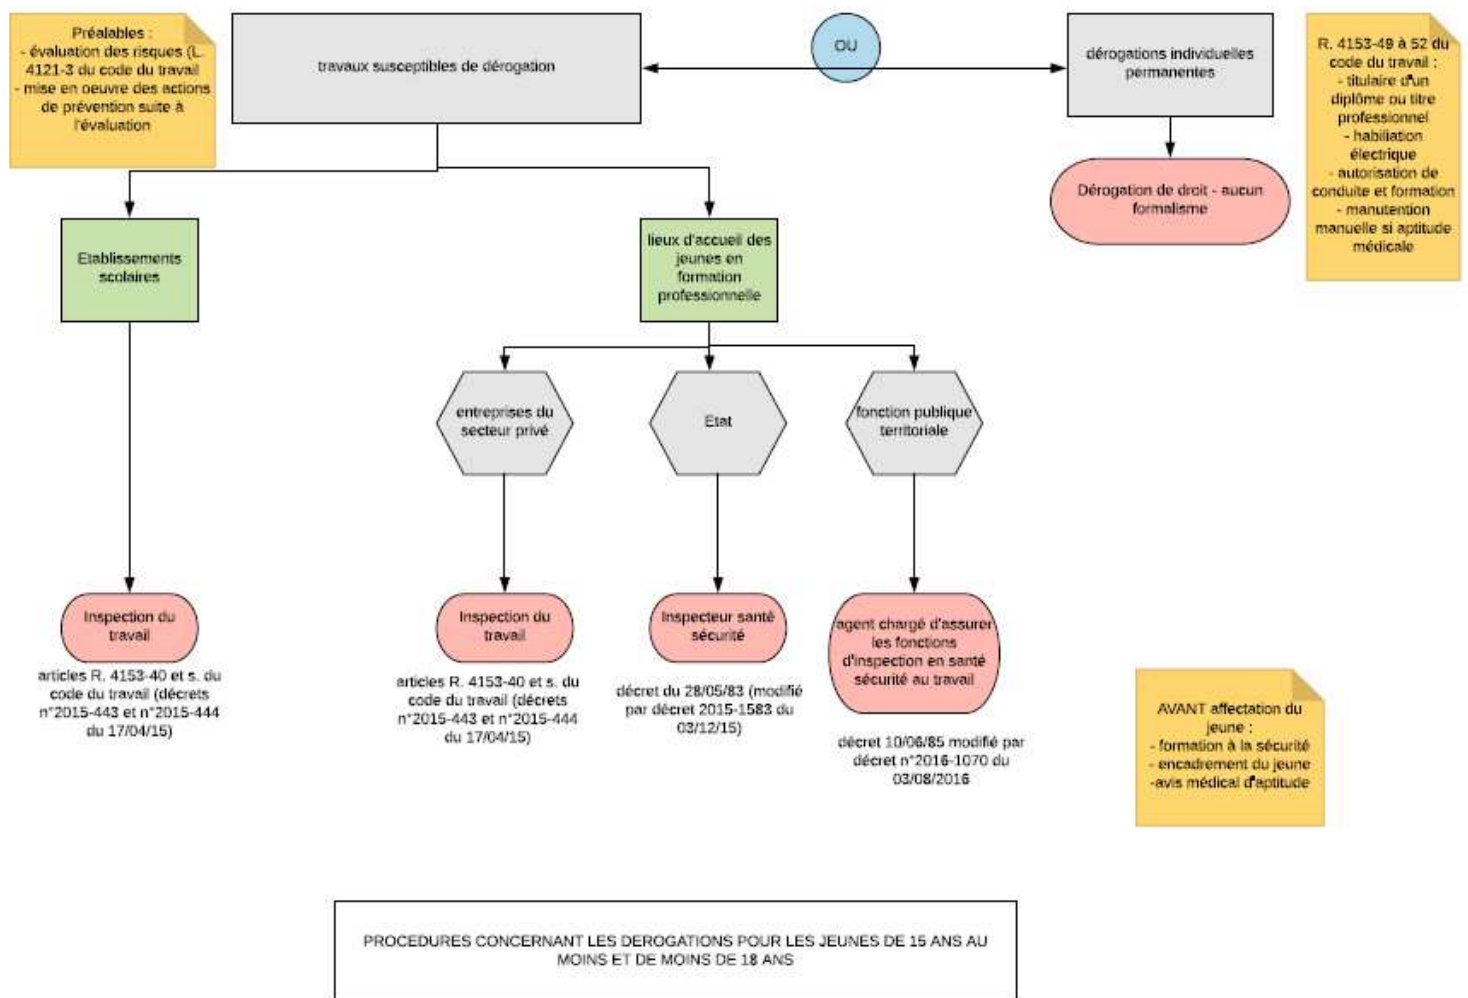 Préalables :
- évaluation des risques (L.
4121-3 du code du travail
- mise en oeuvre des actions
de prévention suite à
l'évaluation
travaux susceptibles de dérogation
OU
dérogations individuelles
permanentes
R. 4153-49 à 52 du
code du travail :
- titulaire d'un
diplôme ou titre
professionnel
- habiliation
électrique
- autorisation de
conduite et formation
- manutention
manuelle si aptitude
médicale
Dérogation de droit - aucun
formalisme
Etablissements
scolaires
lieux d'accueil des
jeunes en
formation
professionnelle
entreprises du
secteur privé
Etat
fonction publique
territoriale
Inspection du
travail
articles R. 4153-40 et s. du
code du travail (décrets
n°2015-443 et n°2015-444
du 17/04/15)
Inspection du
travail
articles R. 4153-40 et s. du
code du travail (décrets
n°2015-443 et n°2015-444
du 17/04/15)
Inspecteur santé
sécurité
décret du 28/05/83 (modifié
par décret 2015-1583 du
03/12/15)
agent chargé d'assurer
les fonctions
d'inspection en santé
sécurité au travail
décret 10/06/85 modifié par
décret n°2016-1070 du
03/08/2016
AVANT affectation du
jeune :
- formation à la sécurité
- encadrement du jeune
-avis médical d'aptitude
PROCEDURES CONCERNANT LES DEROGATIONS POUR LES JEUNES DE 15 ANS AU
MOINS ET DE MOINS DE 18 ANS